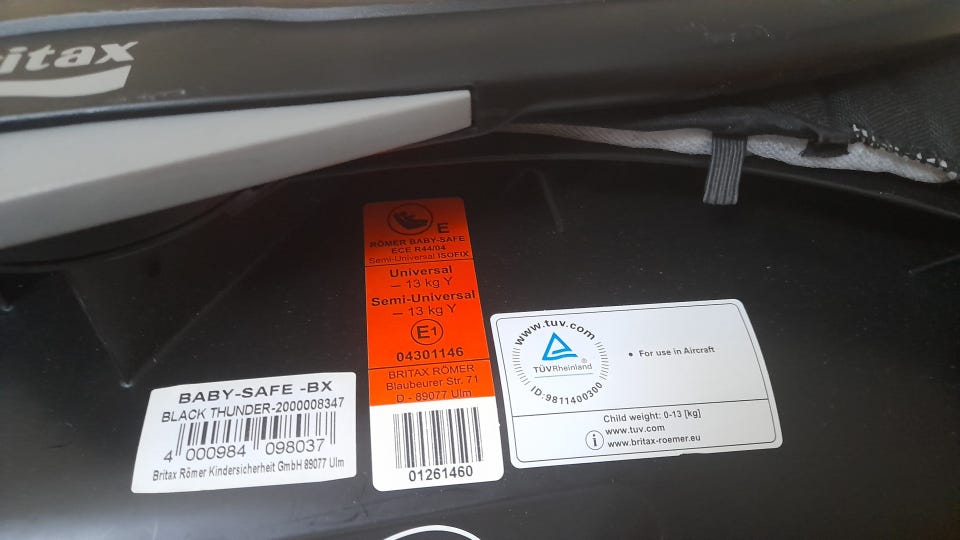 britax
BABY-SAFE -BX
BLACK THUNDER-2000008347
4 000984 098037
Britax Römer Kindersicherheit GmbH 89077 Ulm
E
RÖMER BABY-SAFE
ECE R44/04
Semi-Universal ISOFIX
Universal
– 13 kg Y
Semi-Universal
– 13 kg Y
E1
04301146
BRITAX RÖMER
Blaubeurer Str. 71
D - 89077 Ulm
01261460
www.tuv.com
TÜVRheinland®
ID:9811400300
• For use in Aircraft
Child weight: 0-13 [kg]
i www.tuv.com
www.britax-roemer.eu